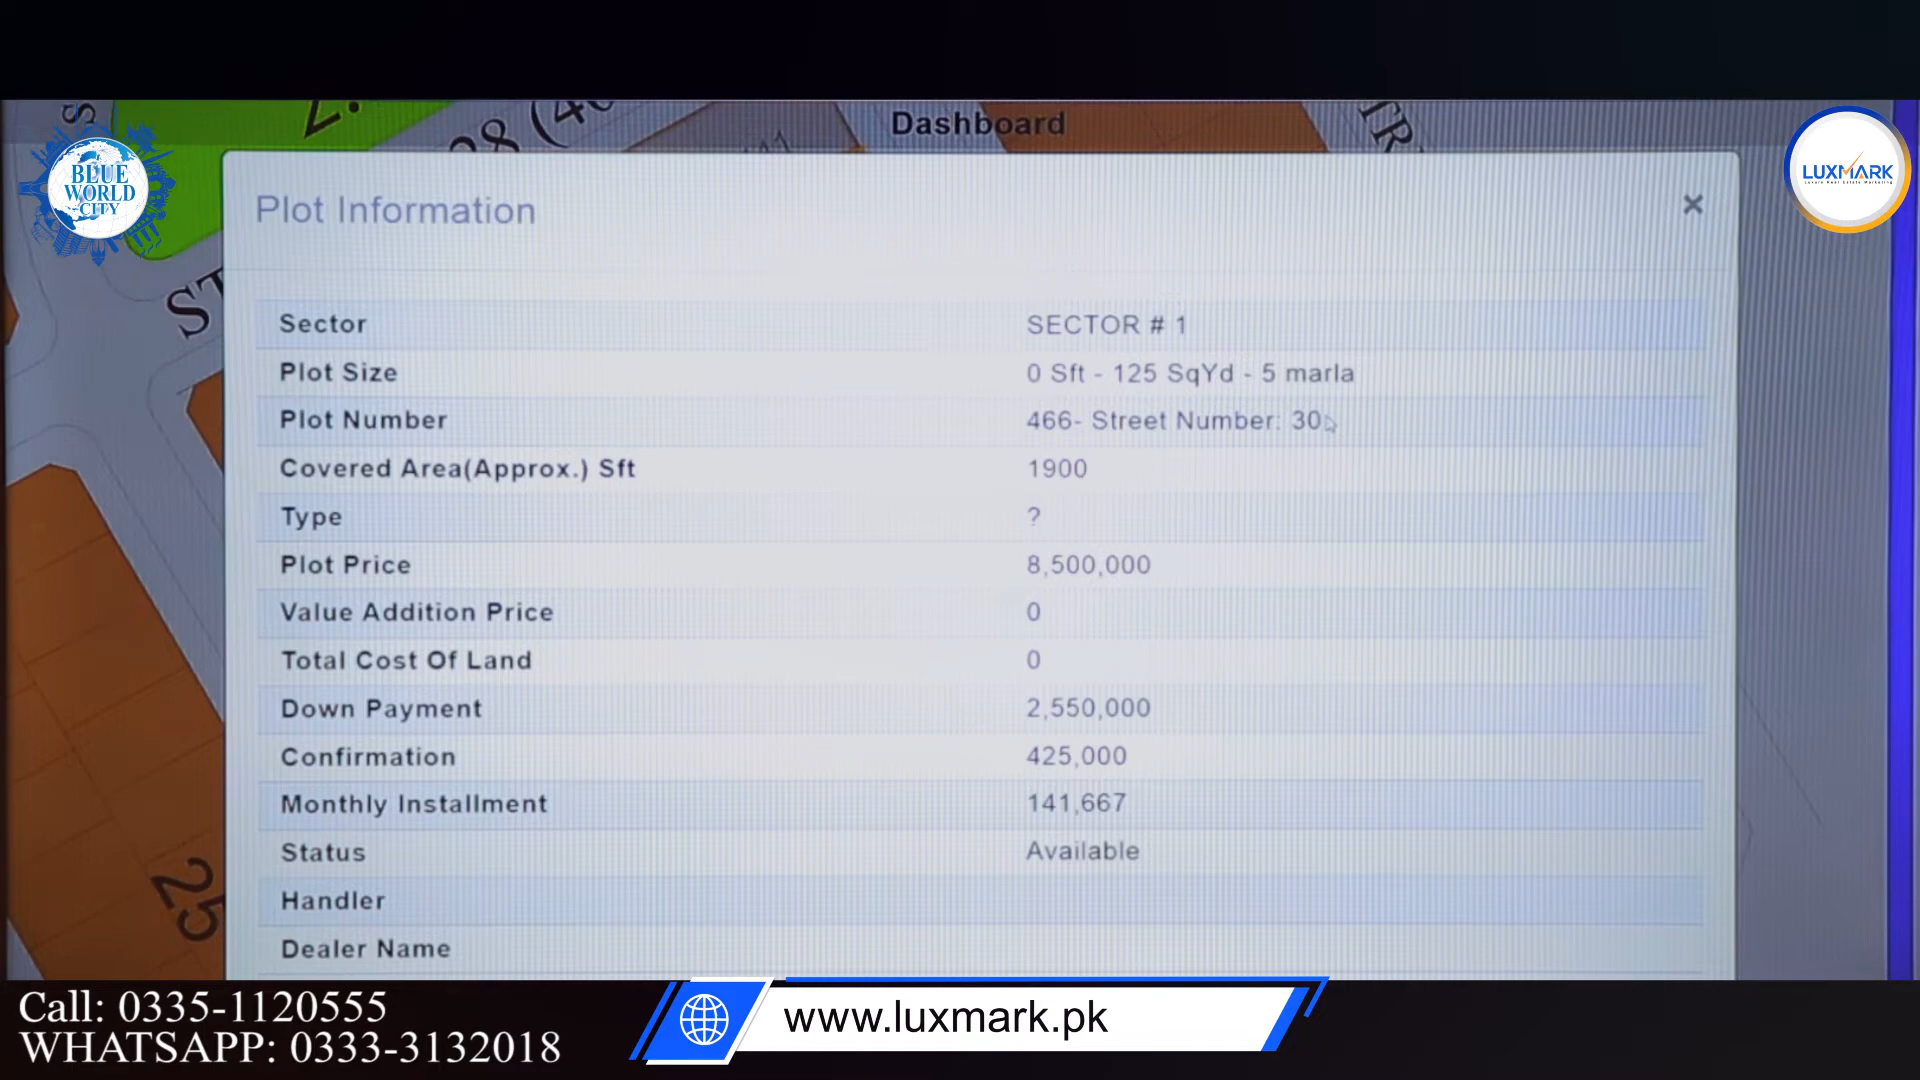 Dashboard
BLUE
WORLD
CITY
LUXMARK
Plot Information
×
Sector SECTOR # 1
Plot Size 0 Sft - 125 SqYd - 5 marla
Plot Number 466- Street Number: 30
Covered Area(Approx.) Sft 1900
Type ?
Plot Price 8,500,000
Value Addition Price 0
Total Cost Of Land 0
Down Payment 2,550,000
Confirmation 425,000
Monthly Installment 141,667
Status Available
Handler
Dealer Name
25
Call: 0335-1120555
WHATSAPP: 0333-3132018
www.luxmark.pk